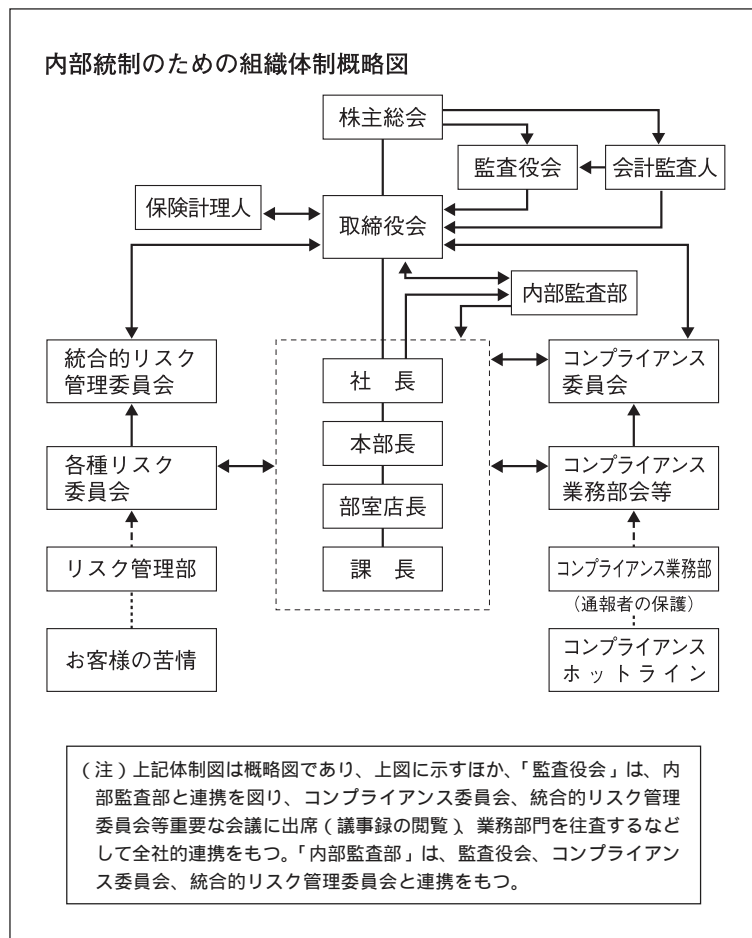 内部統制のための組織体制概略図
株主総会
監査役会
会計監査人
保険計理人
取締役会
内部監査部
統合的リスク
管理委員会
社　長
コンプライアンス
委員会
各種リスク
委員会
本部長
コンプライアンス
業務部会等
部室店長
リスク管理部
課　長
コンプライアンス業務部
（通報者の保護）
お客様の苦情
コンプライアンス
ホットライン
（注）上記体制図は概略図であり、上図に示すほか、「監査役会」は、内
部監査部と連携を図り、コンプライアンス委員会、統合的リスク管理
委員会等重要な会議に出席（議事録の閲覧）、業務部門を往査するなど
して全社的連携をもつ。「内部監査部」は、監査役会、コンプライアン
ス委員会、統合的リスク管理委員会と連携をもつ。